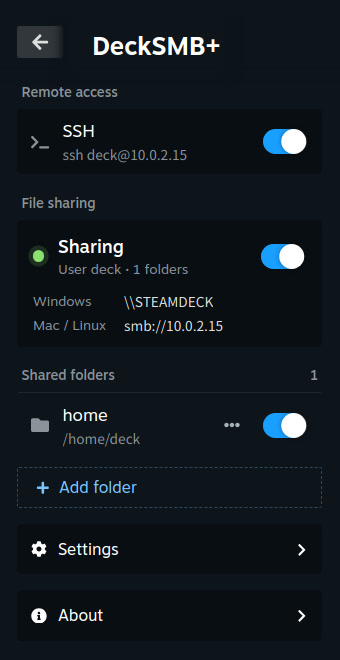 DeckSMB+
Remote access
SSH
ssh deck@10.0.2.15
File sharing
Sharing
User deck · 1 folders
Windows \\STEAMDECK
Mac / Linux smb://10.0.2.15
Shared folders 1
home
/home/deck
+ Add folder
Settings
About